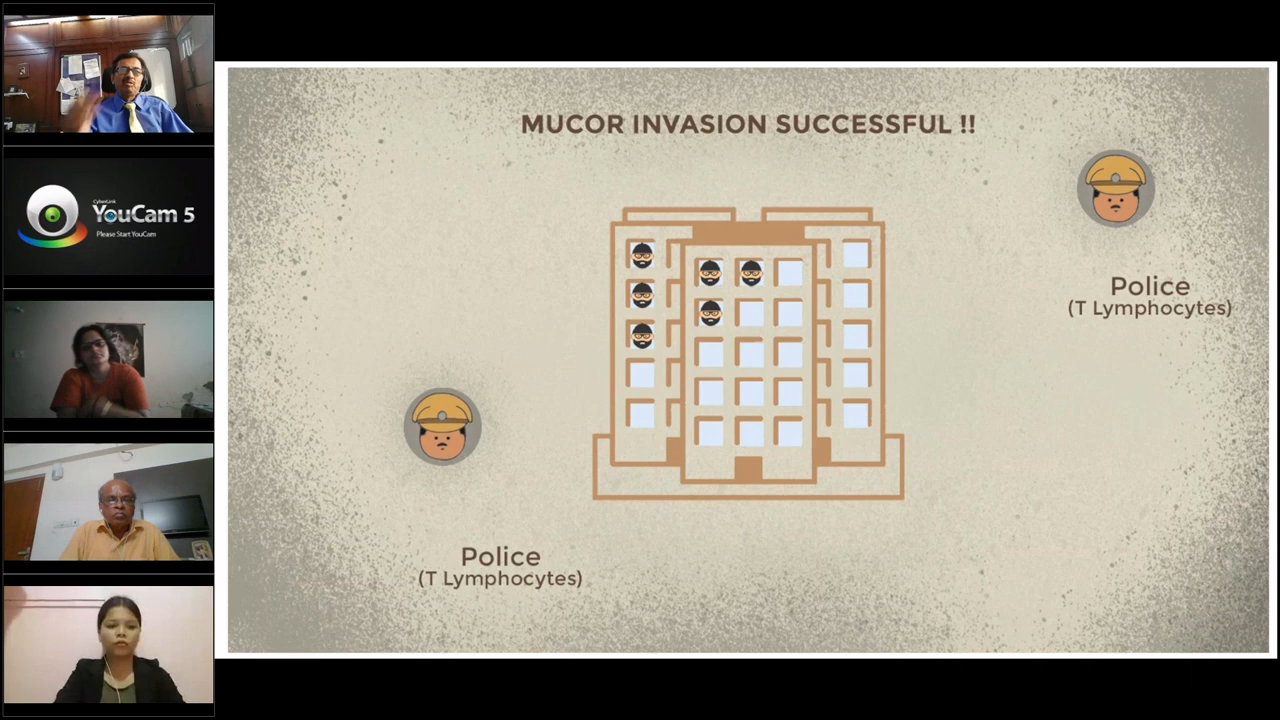 CyberLink
YouCam 5
Please Start YouCam
MUCOR INVASION SUCCESSFUL !!
Police
(T Lymphocytes)
Police
(T Lymphocytes)